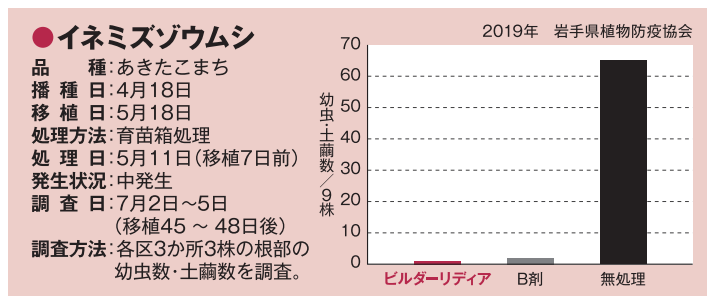 ●イネミズゾウムシ
品種:あきたこまち
播種日:4月18日
移植日:5月18日
処理方法:育苗箱処理
処理日:5月11日(移植7日前)
発生状況:中発生
調査日:7月2日〜5日
(移植45 〜 48日後)
調査方法:各区3か所3株の根部の
幼虫数・土繭数を調査。
2019年 岩手県植物防疫協会
幼虫・土繭数/9株
70
60
50
40
30
20
10
0
ビルダーリディア B剤 無処理